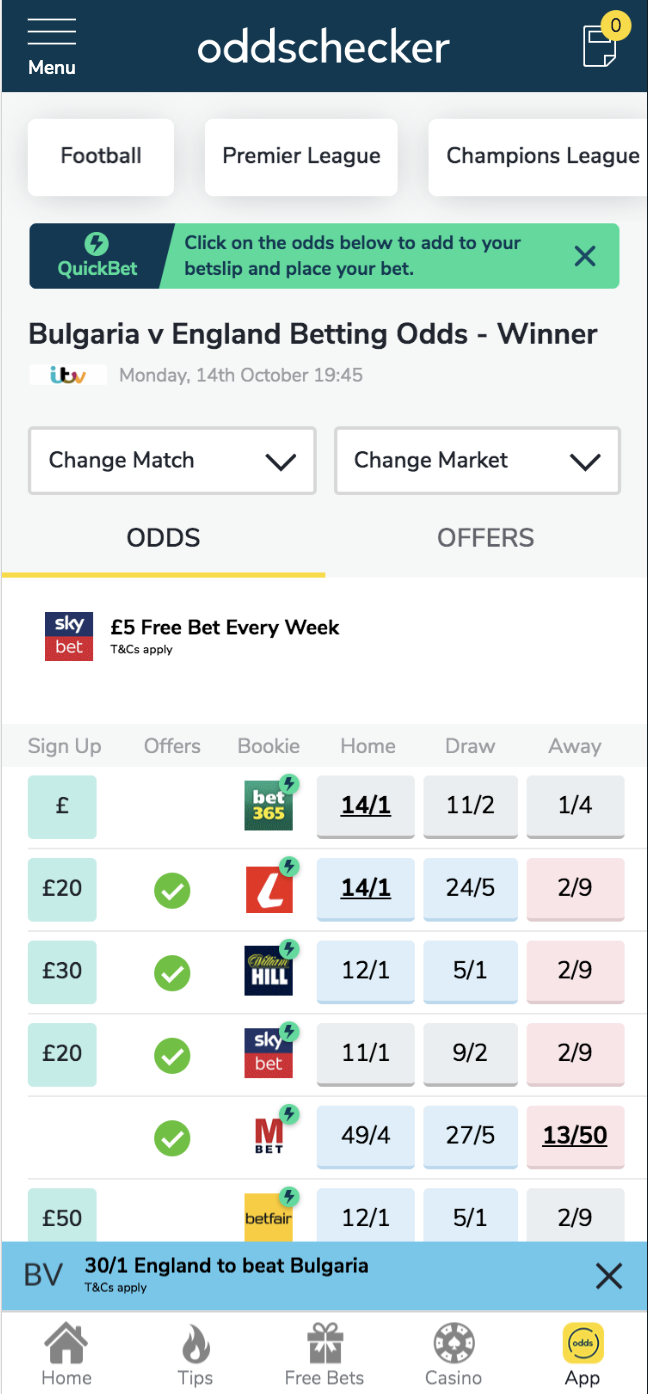 Menu
oddschecker
0
Football
Premier League
Champions League
QuickBet
Click on the odds below to add to your
betslip and place your bet.
Bulgaria v England Betting Odds - Winner
itv
Monday, 14th October 19:45
Change Match
Change Market
ODDS
OFFERS
sky
bet
£5 Free Bet Every Week
T&Cs apply
Sign Up Offers Bookie Home Draw Away
£ bet 365 14/1 11/2 1/4
£20 L 14/1 24/5 2/9
£30 William HILL 12/1 5/1 2/9
£20 sky bet 11/1 9/2 2/9
M BET 49/4 27/5 13/50
£50 betfair 12/1 5/1 2/9
BV
30/1 England to beat Bulgaria
T&Cs apply
Home
Tips
Free Bets
Casino
odds
App